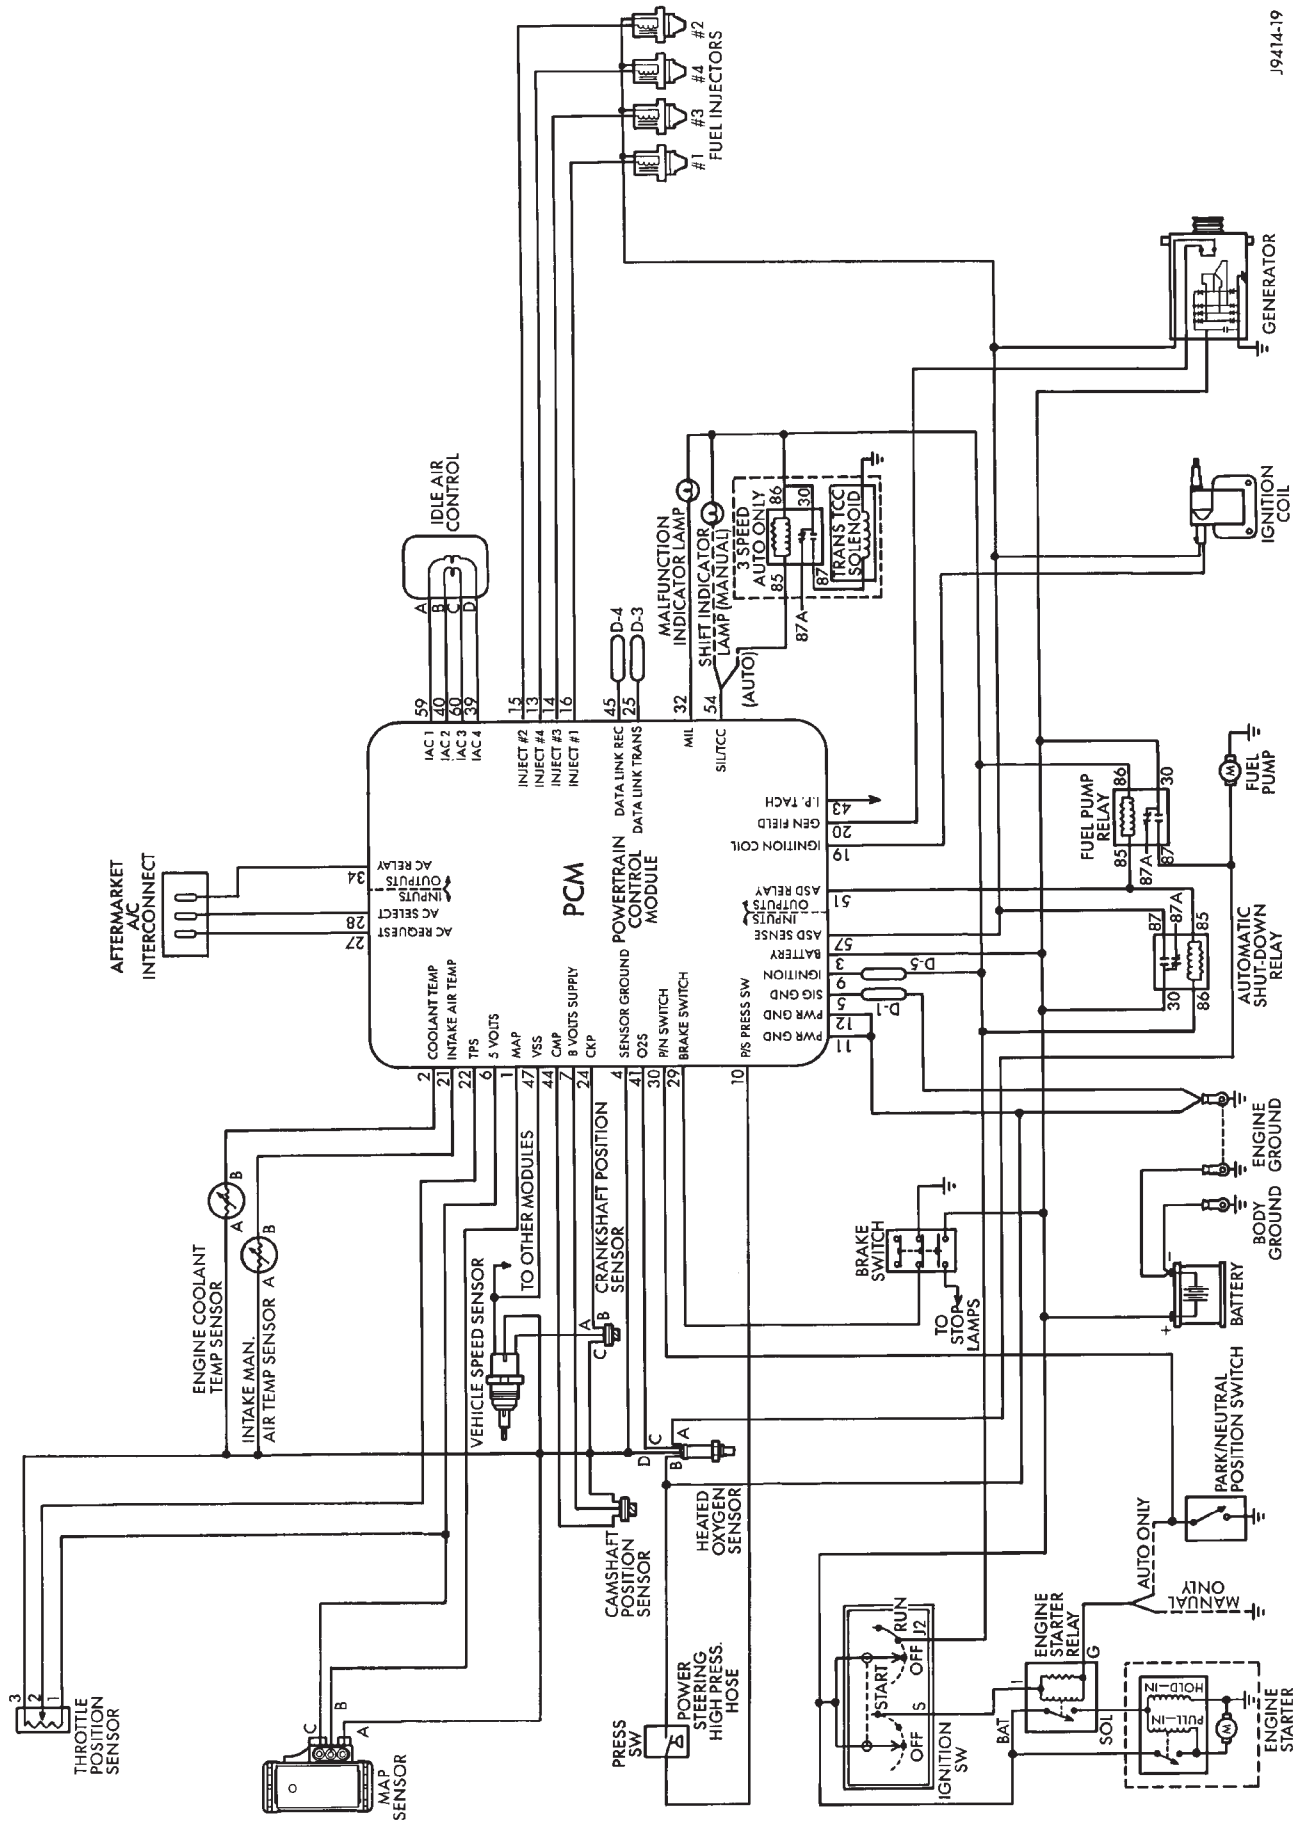 J9414-19
#2
#4
#3
#1
FUEL INJECTORS
GENERATOR
IDLE AIR
CONTROL
A
B
C
D
59
40
60
39
IAC 1
IAC 2
IAC 3
IAC 4
15
13
14
16
INJECT #2
INJECT #4
INJECT #3
INJECT #1
D-4
D-3
45
25
DATA LINK REC
DATA LINK TRANS
MALFUNCTION
INDICATOR LAMP
SHIFT INDICATOR
LAMP (MANUAL)
(AUTO)
32
54
MIL
SIL/TCC
3 SPEED
AUTO ONLY
86
30
85
87
87A
TRANS TCC
SOLENOID
IGNITION
COIL
AFTERMARKET
A/C
INTERCONNECT
34
28
27
AC RELAY
OUTPUTS
INPUTS
AC SELECT
AC REQUEST
PCM
POWERTRAIN
CONTROL
MODULE
43
20
19
51
57
3
9
5
12
11
I.P. TACH
GEN FIELD
IGNITION COIL
ASD RELAY
OUTPUTS
INPUTS
ASD SENSE
BATTERY
IGNITION
SIG GND
PWR GND
PWR GND
D-5
D-1
FUEL PUMP
RELAY
86
30
85
87A
87
M
FUEL
PUMP
87
87A
85
30
86
AUTOMATIC
SHUT-DOWN
RELAY
COOLANT TEMP
INTAKE AIR TEMP
TPS
5 VOLTS
MAP
VSS
CMP
8 VOLTS SUPPLY
CKP
SENSOR GROUND
O2S
P/N SWITCH
BRAKE SWITCH
P/S PRESS SW
2
21
22
6
1
47
44
7
24
4
41
30
29
10
ENGINE COOLANT
TEMP SENSOR
A
B
INTAKE MAN.
AIR TEMP SENSOR
A
B
TO OTHER MODULES
VEHICLE SPEED SENSOR
CRANKSHAFT POSITION
SENSOR
A
B
C
BRAKE
SWITCH
TO
STOP
LAMPS
ENGINE
GROUND
BODY
GROUND
+
-
BATTERY
CAMSHAFT
POSITION
SENSOR
D
C
B
A
HEATED
OXYGEN
SENSOR
PARK/NEUTRAL
POSITION SWITCH
AUTO ONLY
MANUAL
ONLY
3
2
1
THROTTLE
POSITION
SENSOR
C
B
A
MAP
SENSOR
PRESS
SW
POWER
STEERING
HIGH PRESS.
HOSE
RUN
J2
OFF
START
S
OFF
IGNITION
SW
ENGINE
STARTER
RELAY
I
G
BAT
SOL
HOLD-IN
PULL-IN
M
ENGINE
STARTER